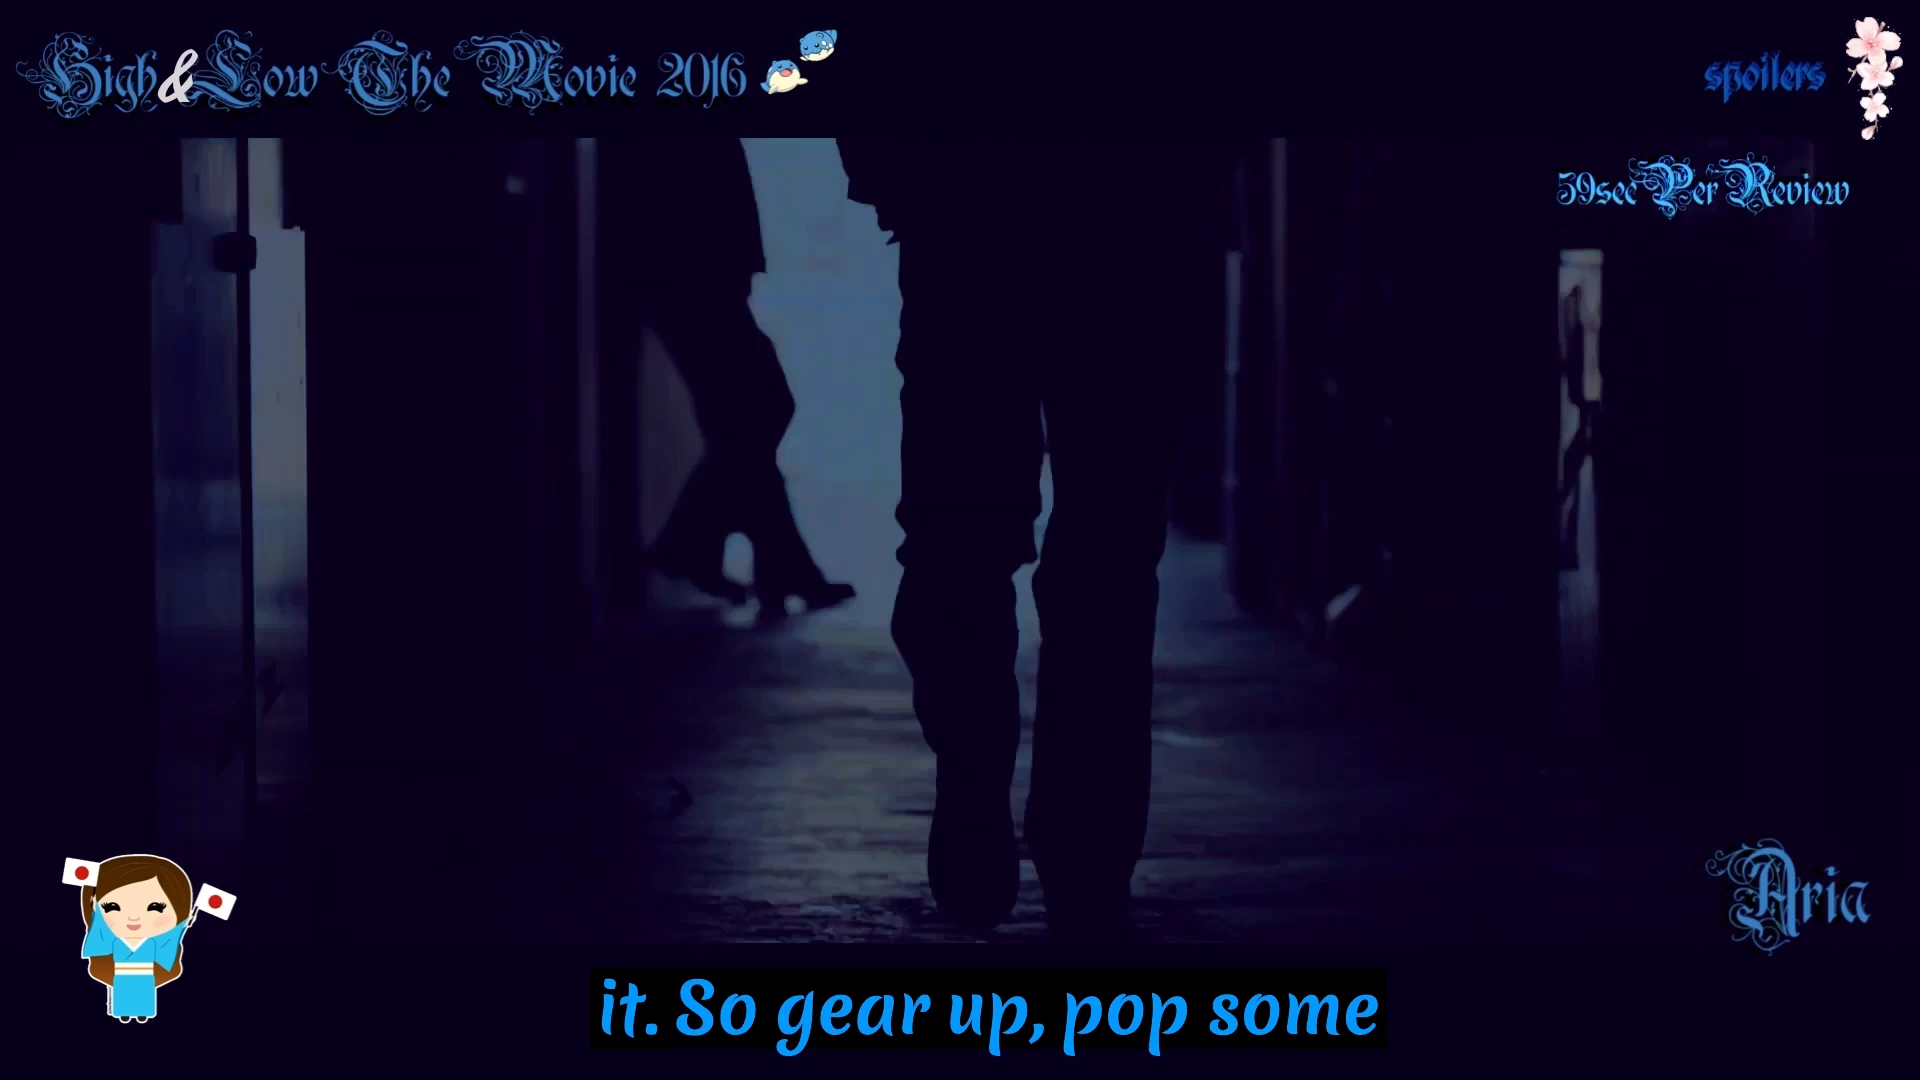 High&Low The Movie 2016
spoilers
59sec Per Review
Aria
it. So gear up, pop some